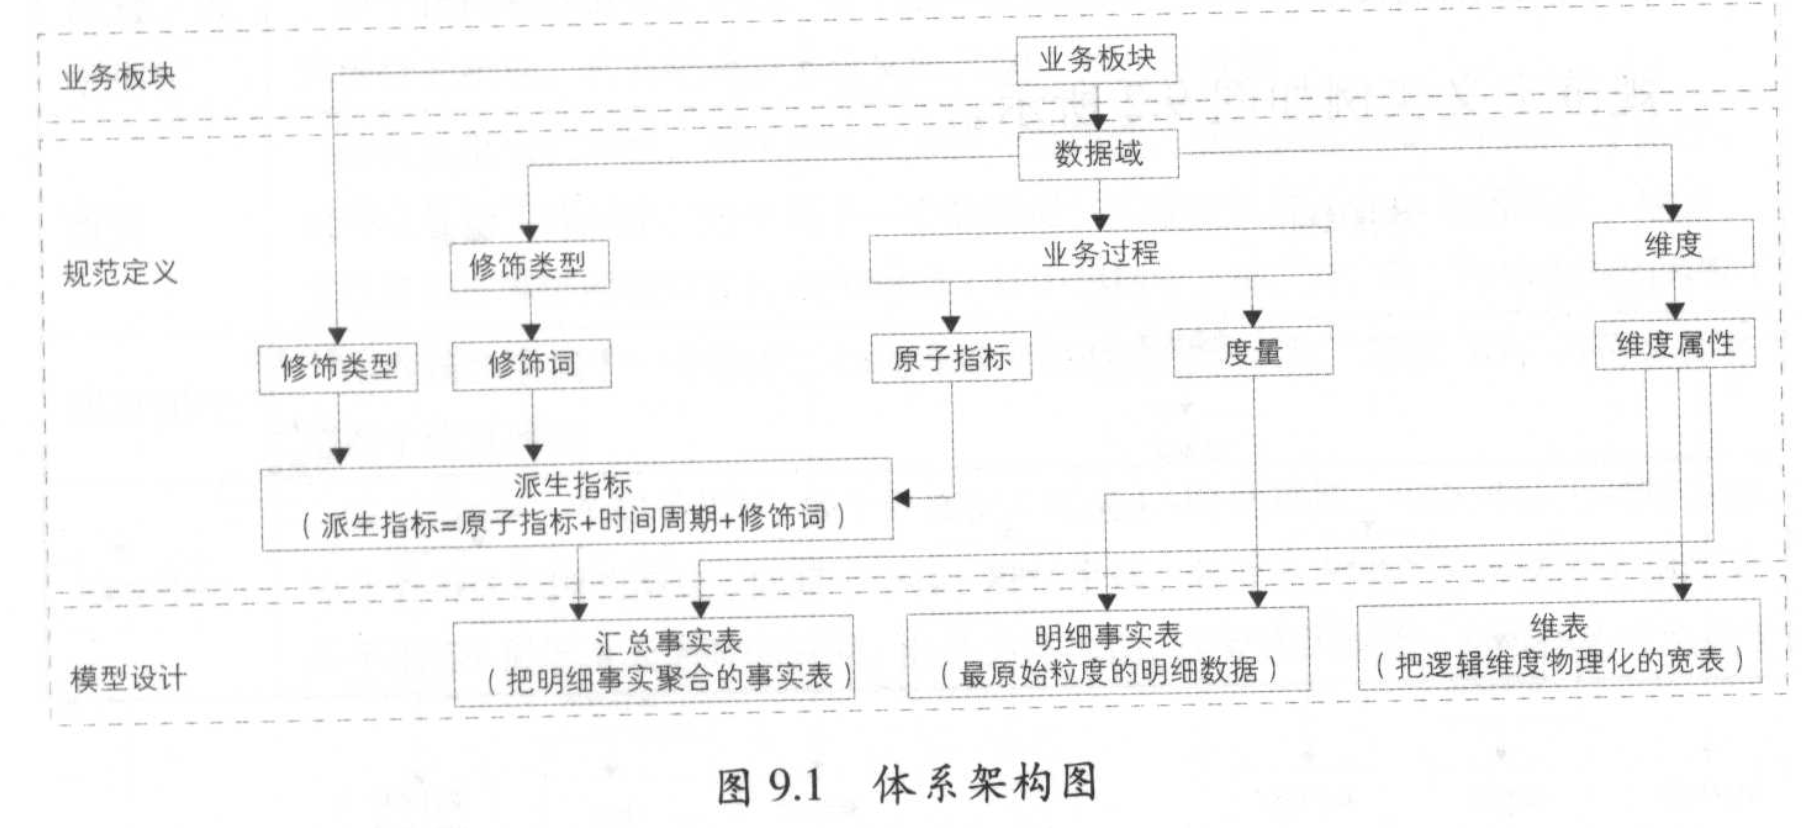 业务板块
业务板块
数据域
规范定义
修饰类型
业务过程
维度
修饰类型
修饰词
原子指标
度量
维度属性
派生指标
（派生指标=原子指标+时间周期+修饰词）
模型设计
汇总事实表
（把明细事实聚合的事实表）
明细事实表
（最原始粒度的明细数据）
维表
（把逻辑维度物理化的宽表）
图 9.1 体系架构图